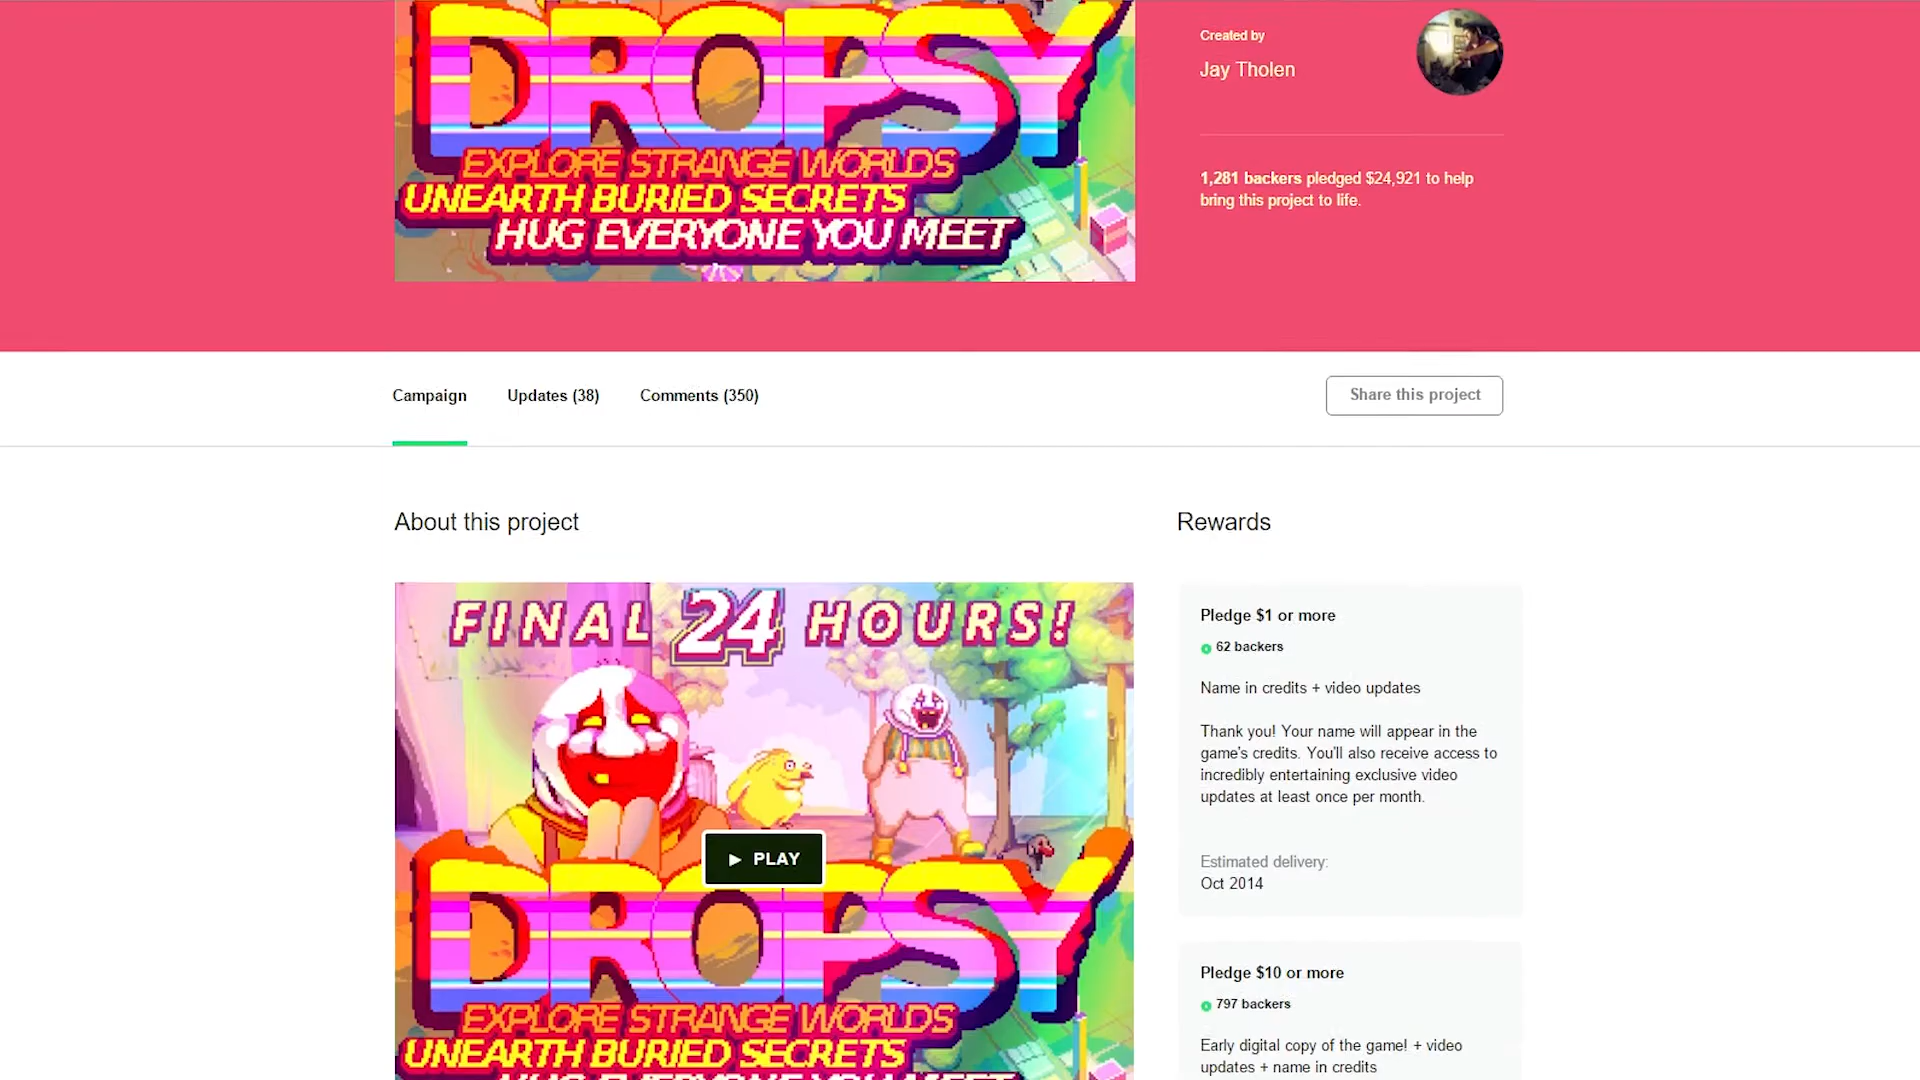 DROPSY
EXPLORE STRANGE WORLDS
UNEARTH BURIED SECRETS
HUG EVERYONE YOU MEET
Created by
Jay Tholen
1,281 backers pledged $24,921 to help
bring this project to life.
Campaign
Updates (38)
Comments (350)
Share this project
About this project
FINAL 24 HOURS!
PLAY
DROPSY
EXPLORE STRANGE WORLDS
UNEARTH BURIED SECRETS
HUG EVERYONE YOU MEET
Rewards
Pledge $1 or more
62 backers
Name in credits + video updates
Thank you! Your name will appear in the
game's credits. You'll also receive access to
incredibly entertaining exclusive video
updates at least once per month.
Estimated delivery:
Oct 2014
Pledge $10 or more
797 backers
Early digital copy of the game! + video
updates + name in credits